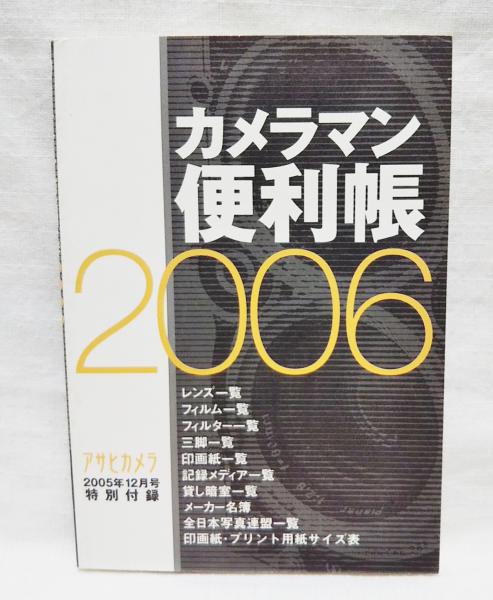 カメラマン
便利帳
2006
レンズ一覧
フィルム一覧
フィルター一覧
三脚一覧
印画紙一覧
記録メディア一覧
貸し暗室一覧
メーカー名簿
全日本写真連盟一覧
印画紙・プリント用紙サイズ表
アサヒカメラ
2005年12月号
特別付録